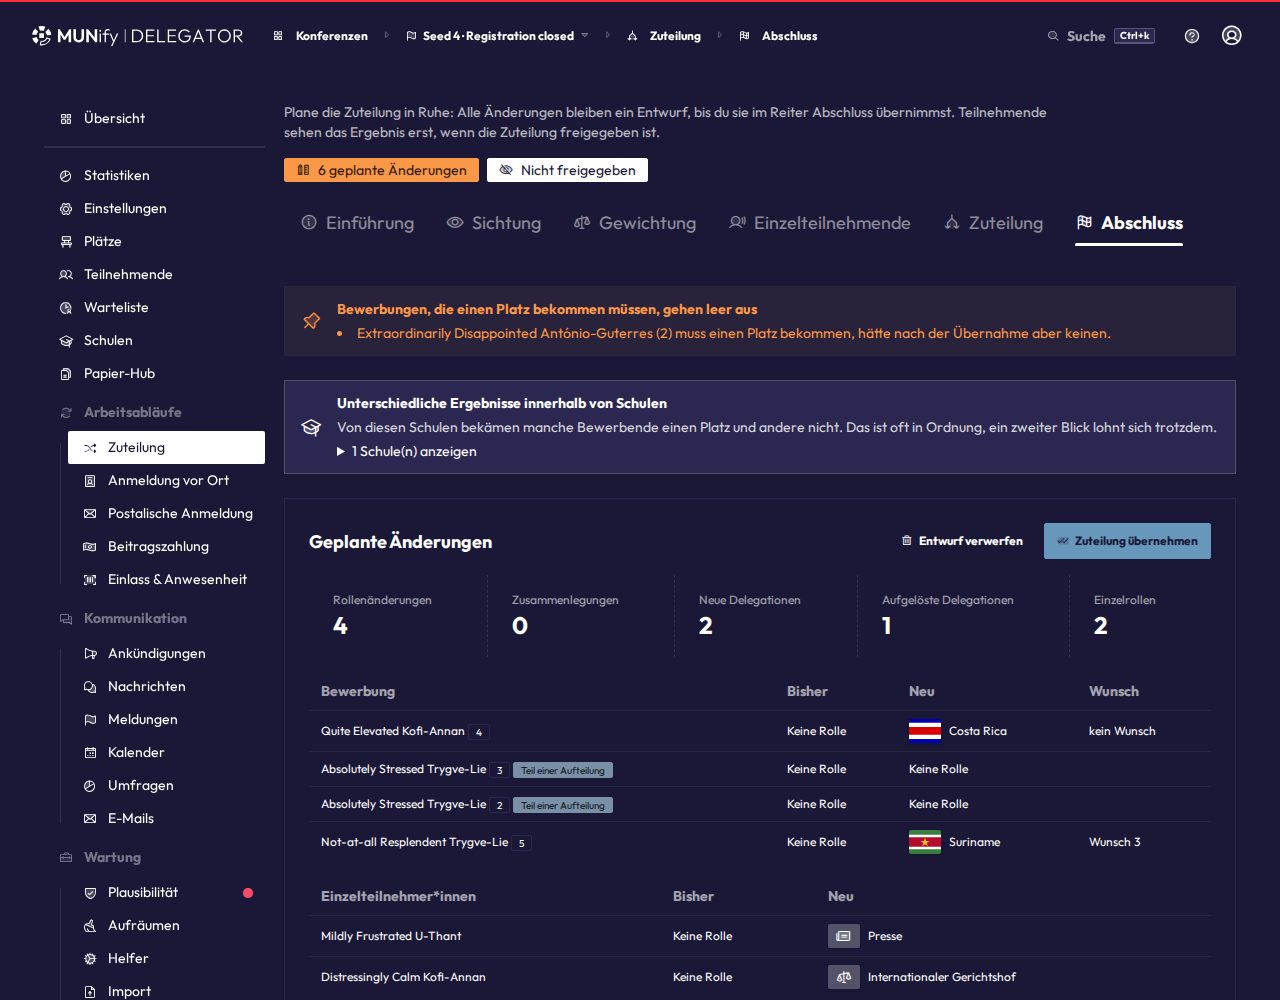 MUNify | DELEGATOR
Konferenzen
Seed 4 · Registration closed
Zuteilung
Abschluss
Suche Ctrl+k
Übersicht
Statistiken
Einstellungen
Plätze
Teilnehmende
Warteliste
Schulen
Papier-Hub
Arbeitsabläufe
Zuteilung
Anmeldung vor Ort
Postalische Anmeldung
Beitragszahlung
Einlass & Anwesenheit
Kommunikation
Ankündigungen
Nachrichten
Meldungen
Kalender
Umfragen
E-Mails
Wartung
Plausibilität
Aufräumen
Helfer
Import
Plane die Zuteilung in Ruhe: Alle Änderungen bleiben ein Entwurf, bis du sie im Reiter Abschluss übernimmst. Teilnehmende
sehen das Ergebnis erst, wenn die Zuteilung freigegeben ist.
6 geplante Änderungen
Nicht freigegeben
Einführung
Sichtung
Gewichtung
Einzelteilnehmende
Zuteilung
Abschluss
Bewerbungen, die einen Platz bekommen müssen, gehen leer aus
• Extraordinarily Disappointed António-Guterres (2) muss einen Platz bekommen, hätte nach der Übernahme aber keinen.
Unterschiedliche Ergebnisse innerhalb von Schulen
Von diesen Schulen bekämen manche Bewerbende einen Platz und andere nicht. Das ist oft in Ordnung, ein zweiter Blick lohnt sich trotzdem.
1 Schule(n) anzeigen
Geplante Änderungen
Entwurf verwerfen
Zuteilung übernehmen
Rollenänderungen
4
Zusammenlegungen
0
Neue Delegationen
2
Aufgelöste Delegationen
1
Einzelrollen
2
Bewerbung Bisher Neu Wunsch
Quite Elevated Kofi-Annan 4 Keine Rolle Costa Rica kein Wunsch
Absolutely Stressed Trygve-Lie 3 Teil einer Aufteilung Keine Rolle Keine Rolle
Absolutely Stressed Trygve-Lie 2 Teil einer Aufteilung Keine Rolle Keine Rolle
Not-at-all Resplendent Trygve-Lie 5 Keine Rolle Suriname Wunsch 3
Einzelteilnehmer*innen Bisher Neu
Mildly Frustrated U-Thant Keine Rolle Presse
Distressingly Calm Kofi-Annan Keine Rolle Internationaler Gerichtshof